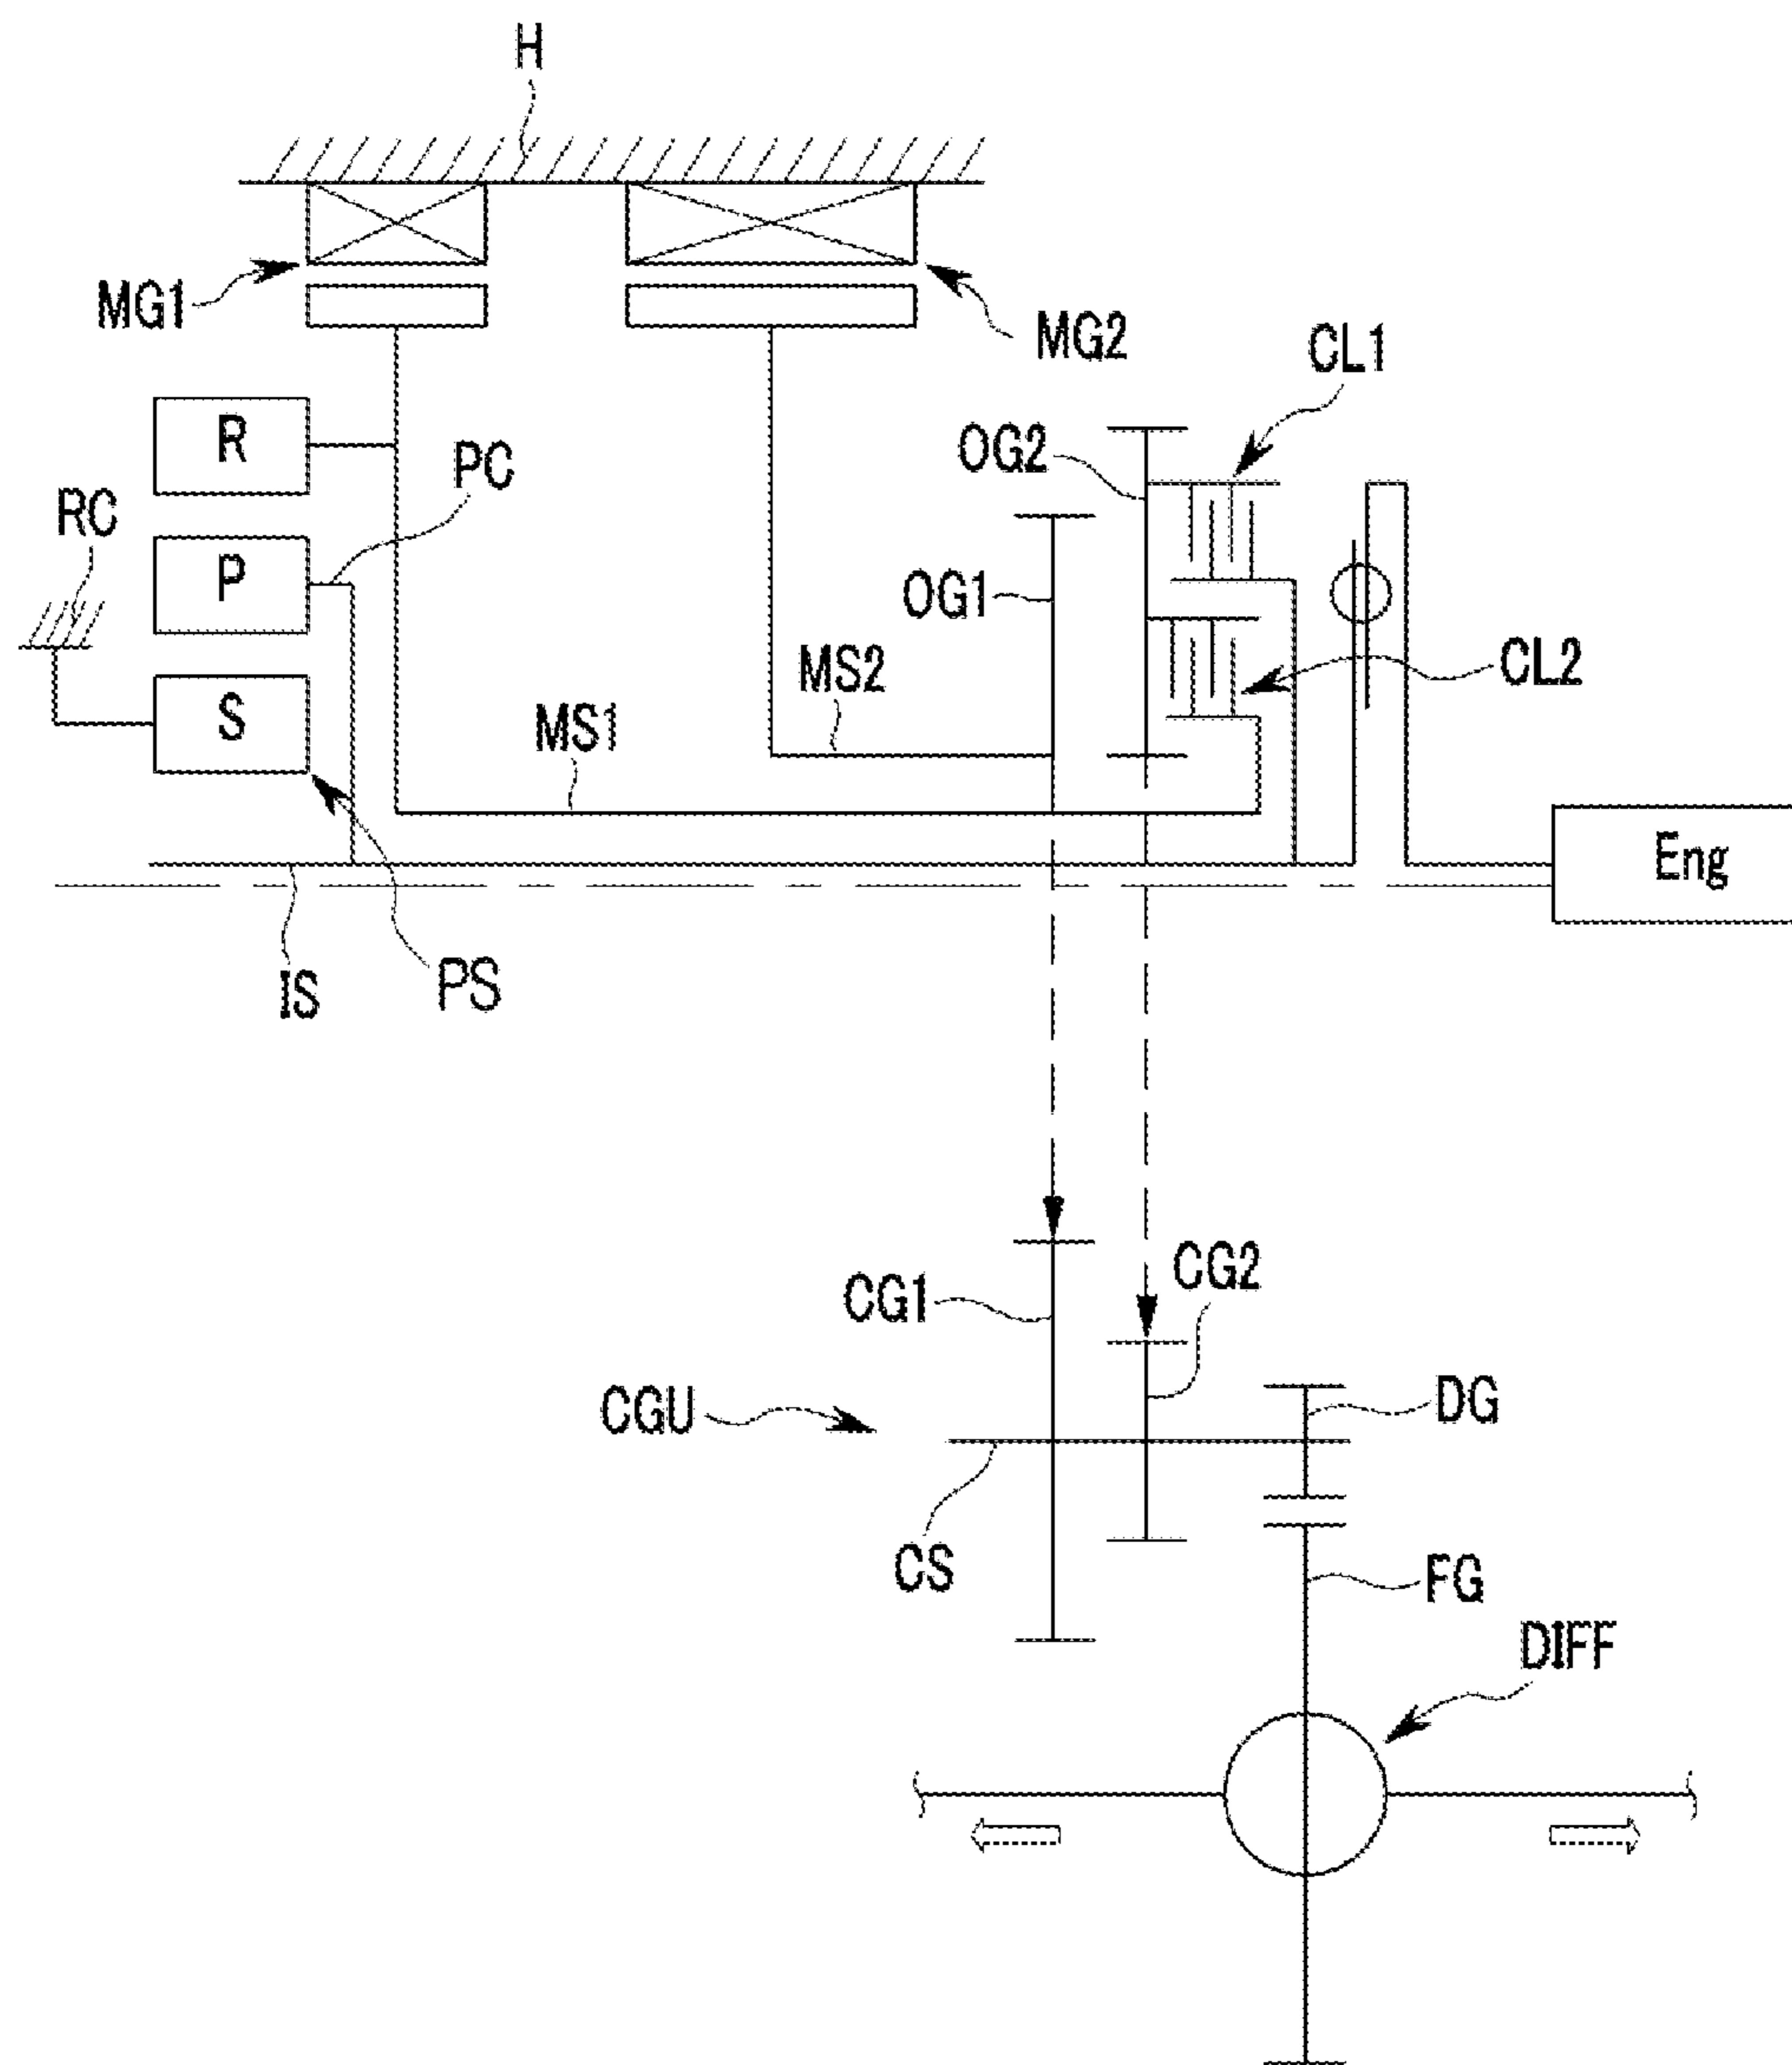 H
MG1
MG2
CL1
OG2
R
PC
RC
P
OG1
MS2
CL2
S
MS1
Eng
IS
PS
CG1
CG2
CGU
DG
CS
FG
DIFF